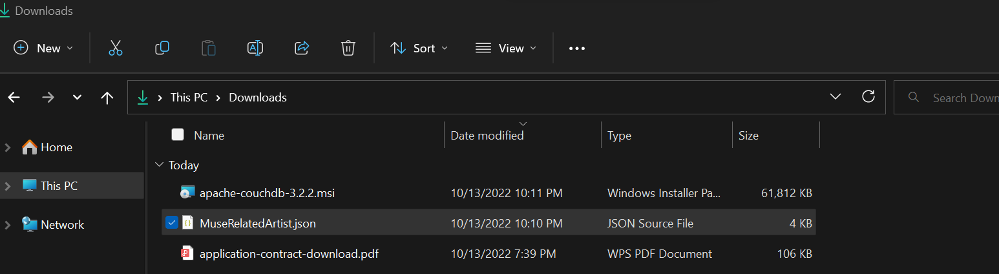 Downloads
New Sort View
This PC Downloads Search Down
Name Date modified Type Size
Home
Today
This PC
apache-couchdb-3.2.2.msi 10/13/2022 10:11 PM Windows Installer Pa... 61,812 KB
Network
MuseRelatedArtist.json 10/13/2022 10:10 PM JSON Source File 4 KB
application-contract-download.pdf 10/13/2022 7:39 PM WPS PDF Document 106 KB